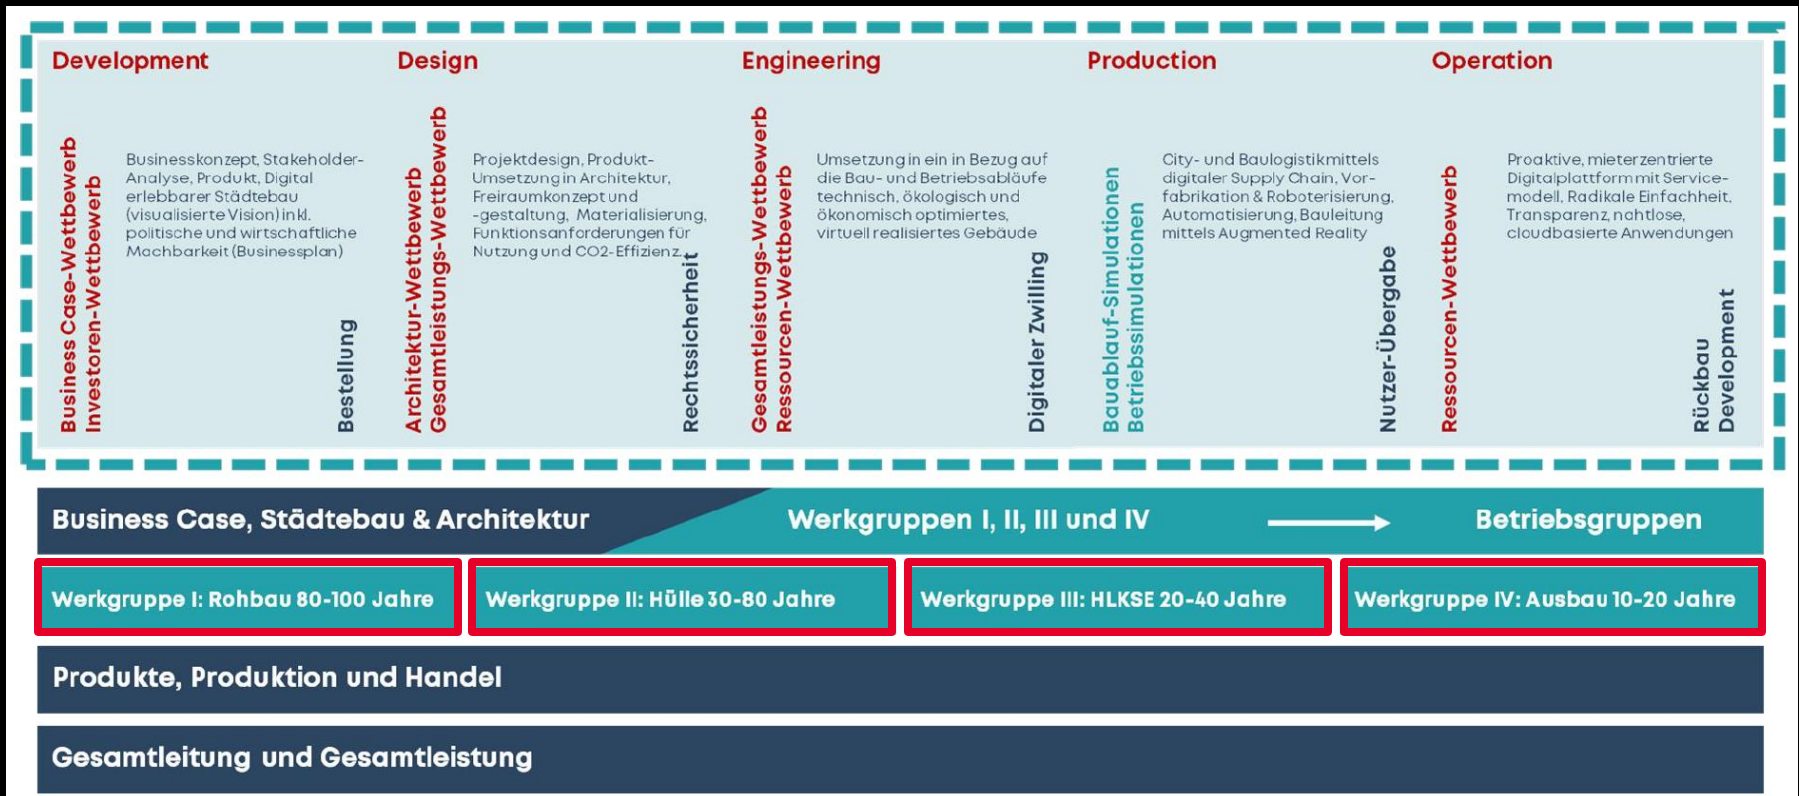 Development
Business Case-Wettbewerb
Investoren-Wettbewerb
Businesskonzept, Stakeholder-
Analyse, Produkt, Digital
erlebbarer Städtebau
(visualisierte Vision) inkl.
politische und wirtschaftliche
Machbarkeit (Businessplan)
Bestellung
Design
Architektur-Wettbewerb
Gesamtleistungs-Wettbewerb
Projektdesign, Produkt-
Umsetzung in Architektur,
Freiraumkonzept und
-gestaltung, Materialisierung,
Funktionsanforderungen für
Nutzung und CO2-Effizienz.
Rechtssicherheit
Engineering
Gesamtleistungs-Wettbewerb
Ressourcen-Wettbewerb
Umsetzung in ein in Bezug auf
die Bau- und Betriebsabläufe
technisch, ökologisch und
ökonomisch optimiertes,
virtuell realisiertes Gebäude
Digitaler Zwilling
Production
Bauablauf-Simulationen
Betriebssimulationen
City- und Baulogistikmittels
digitaler Supply Chain, Vor-
fabrikation & Roboterisierung,
Automatisierung, Bauleitung
mittels Augmented Reality
Nutzer-Übergabe
Operation
Ressourcen-Wettbewerb
Proaktive, mieterzentrierte
Digitalplattform mit Service-
modell, Radikale Einfachheit,
Transparenz, nahtlose,
cloudbasierte Anwendungen
Rückbau
Development
Business Case, Städtebau & Architektur
Werkgruppen I, II, III und IV
Betriebsgruppen
Werkgruppe I: Rohbau 80-100 Jahre
Werkgruppe II: Hülle 30-80 Jahre
Werkgruppe III: HLKSE 20-40 Jahre
Werkgruppe IV: Ausbau 10-20 Jahre
Produkte, Produktion und Handel
Gesamtleitung und Gesamtleistung